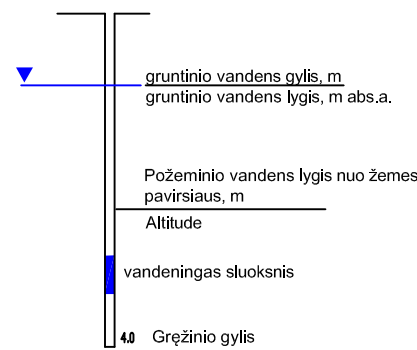 gruntinio vandens gylis, m
gruntinio vandens lygis, m abs.a.
Požeminio vandens lygis nuo žemes
pavirsiaus, m
Altitude
vandeningas sluoksnis
4.0 Gręžinio gylis